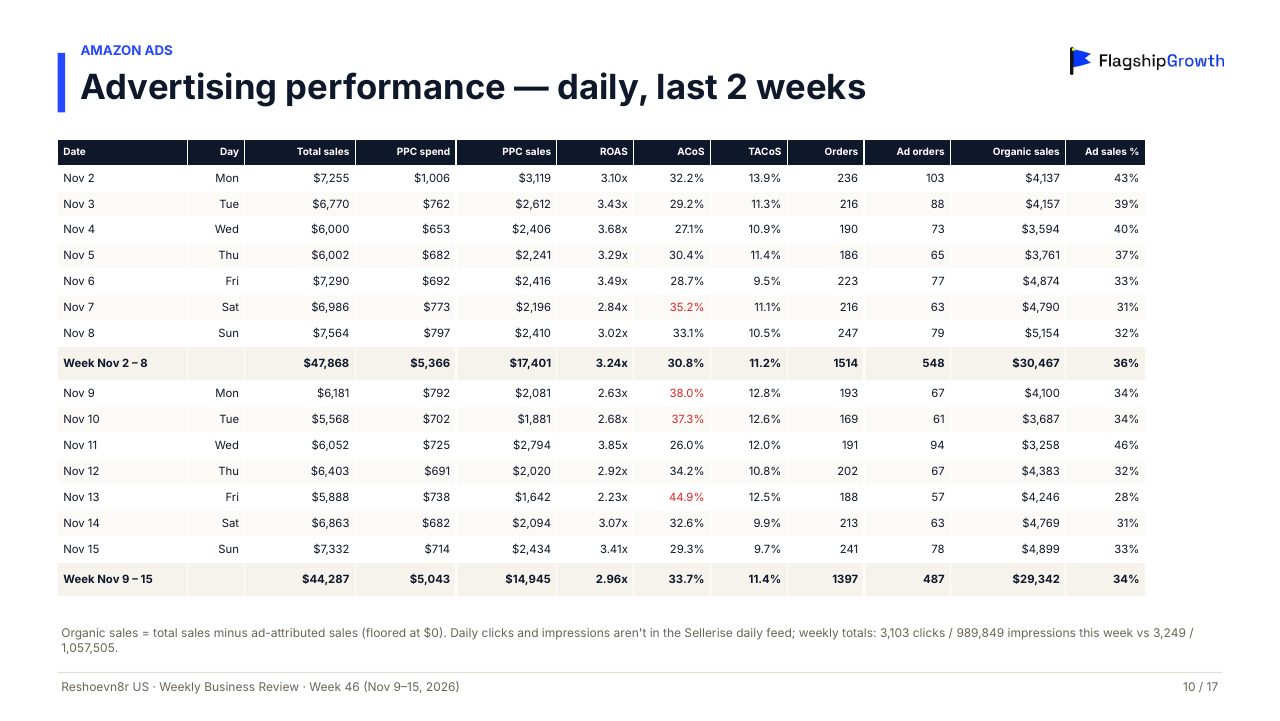 AMAZON ADS
Advertising performance — daily, last 2 weeks
FlagshipGrowth
Date Day Total sales PPC spend PPC sales ROAS ACoS TACoS Orders Ad orders Organic sales Ad sales %
Nov 2 Mon $7,255 $1,006 $3,119 3.10x 32.2% 13.9% 236 103 $4,137 43%
Nov 3 Tue $6,770 $762 $2,612 3.43x 29.2% 11.3% 216 88 $4,157 39%
Nov 4 Wed $6,000 $653 $2,406 3.68x 27.1% 10.9% 190 73 $3,594 40%
Nov 5 Thu $6,002 $682 $2,241 3.29x 30.4% 11.4% 186 65 $3,761 37%
Nov 6 Fri $7,290 $692 $2,416 3.49x 28.7% 9.5% 223 77 $4,874 33%
Nov 7 Sat $6,986 $773 $2,196 2.84x 35.2% 11.1% 216 63 $4,790 31%
Nov 8 Sun $7,564 $797 $2,410 3.02x 33.1% 10.5% 247 79 $5,154 32%
Week Nov 2 – 8 $47,868 $5,366 $17,401 3.24x 30.8% 11.2% 1514 548 $30,467 36%
Nov 9 Mon $6,181 $792 $2,081 2.63x 38.0% 12.8% 193 67 $4,100 34%
Nov 10 Tue $5,568 $702 $1,881 2.68x 37.3% 12.6% 169 61 $3,687 34%
Nov 11 Wed $6,052 $725 $2,794 3.85x 26.0% 12.0% 191 94 $3,258 46%
Nov 12 Thu $6,403 $691 $2,020 2.92x 34.2% 10.8% 202 67 $4,383 32%
Nov 13 Fri $5,888 $738 $1,642 2.23x 44.9% 12.5% 188 57 $4,246 28%
Nov 14 Sat $6,863 $682 $2,094 3.07x 32.6% 9.9% 213 63 $4,769 31%
Nov 15 Sun $7,332 $714 $2,434 3.41x 29.3% 9.7% 241 78 $4,899 33%
Week Nov 9 – 15 $44,287 $5,043 $14,945 2.96x 33.7% 11.4% 1397 487 $29,342 34%
Organic sales = total sales minus ad-attributed sales (floored at $0). Daily clicks and impressions aren't in the Sellerise daily feed; weekly totals: 3,103 clicks / 989,849 impressions this week vs 3,249 /
1,057,505.
Reshoevn8r US · Weekly Business Review · Week 46 (Nov 9–15, 2026)
10 / 17